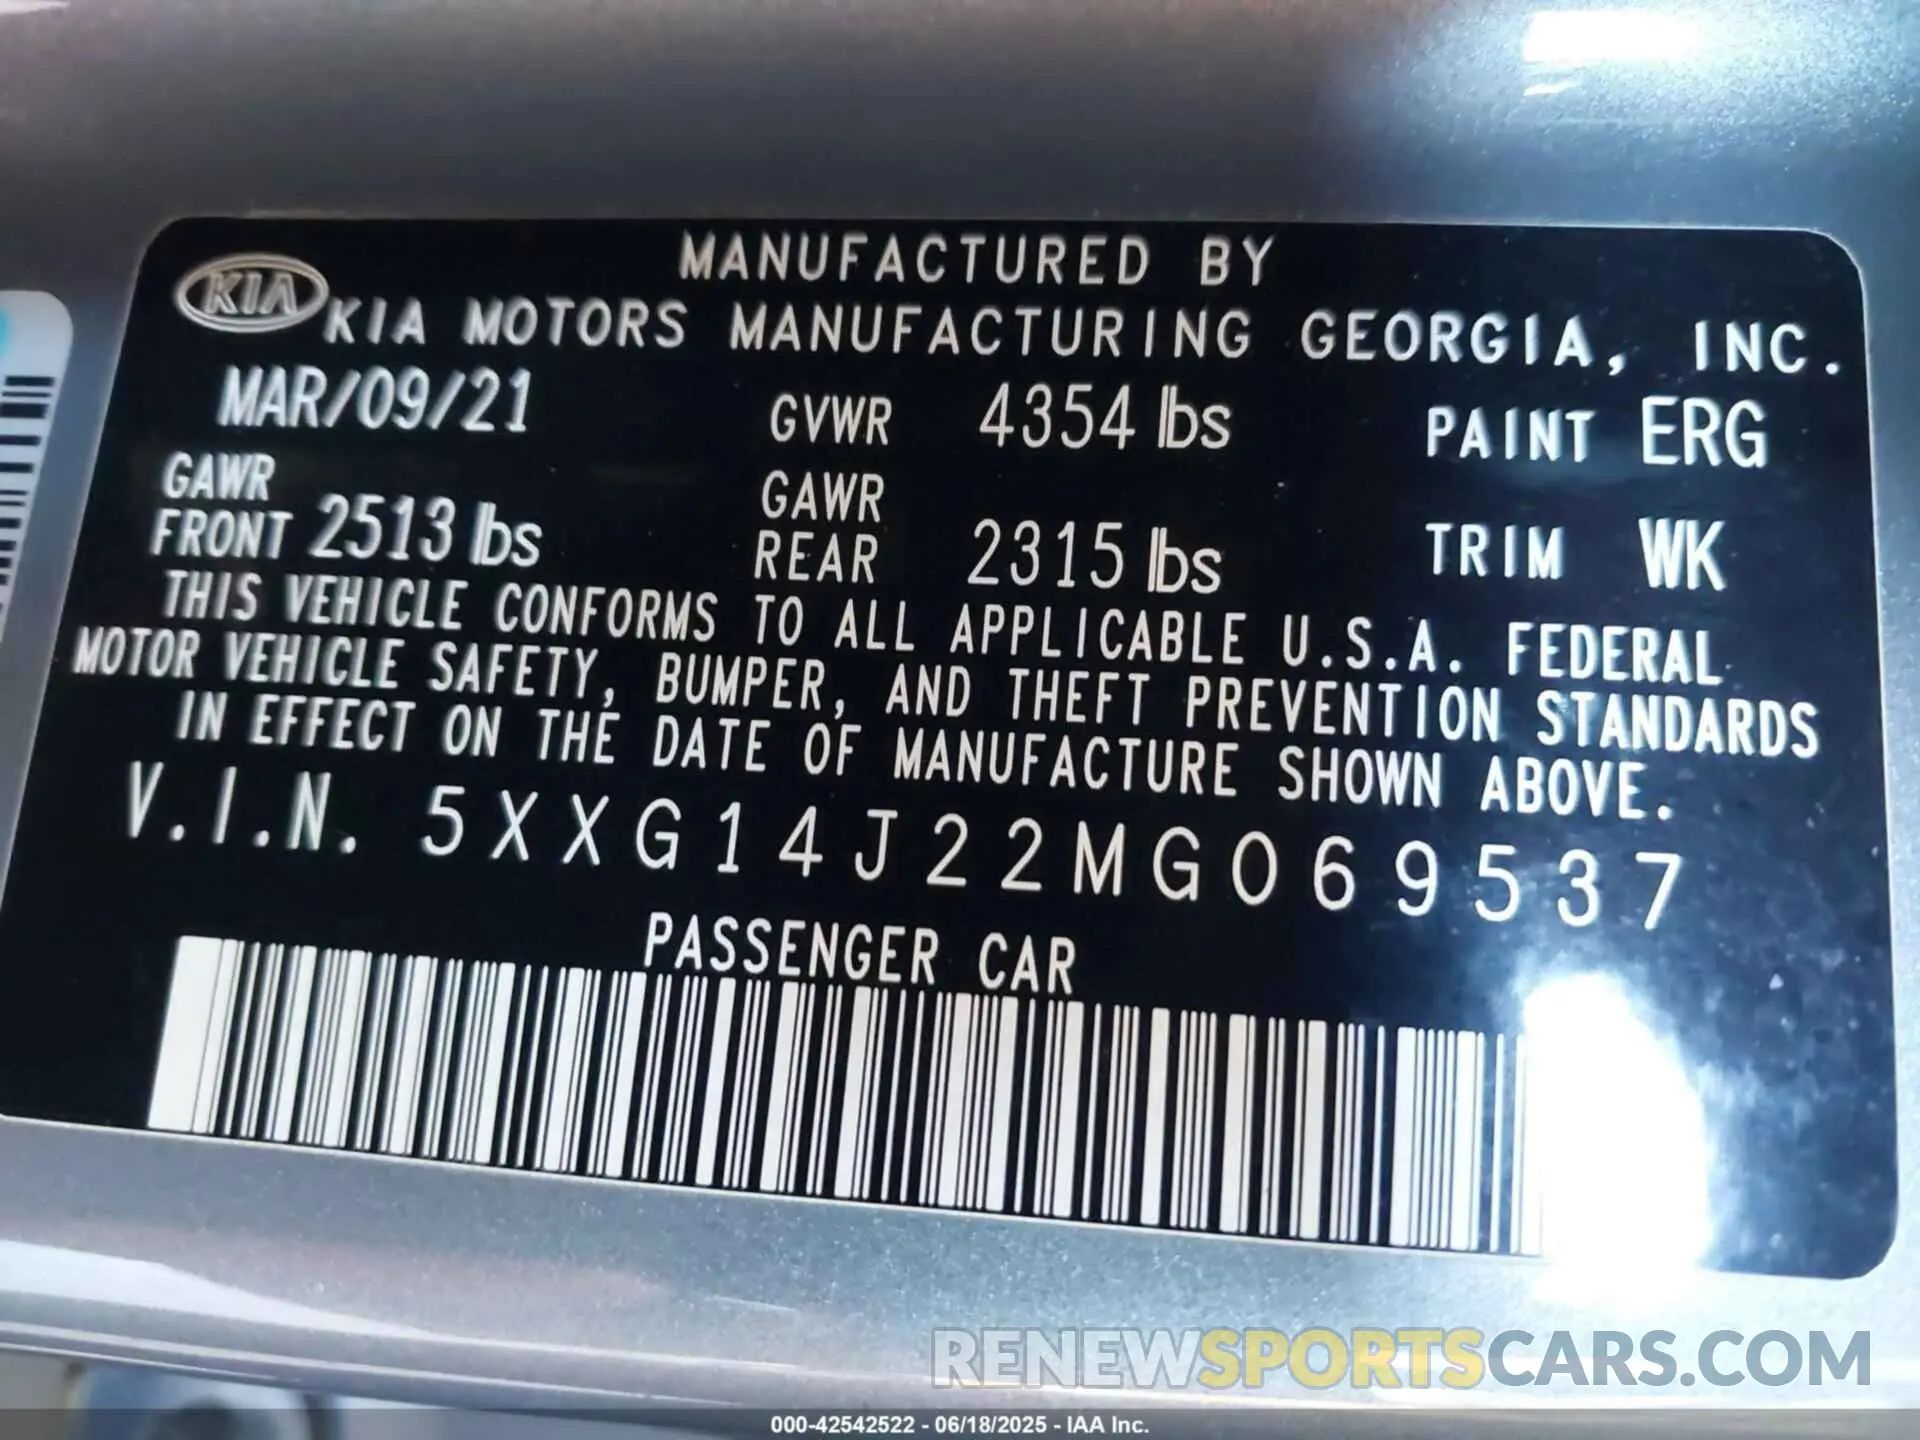 MANUFACTURED BY
KIA KIA MOTORS MANUFACTURING GEORGIA, INC.
MAR/09/21 GVWR 4354 lbs PAINT ERG
GAWR FRONT 2513 lbs GAWR REAR 2315 lbs TRIM WK
THIS VEHICLE CONFORMS TO ALL APPLICABLE U.S.A. FEDERAL
MOTOR VEHICLE SAFETY, BUMPER, AND THEFT PREVENTION STANDARDS
IN EFFECT ON THE DATE OF MANUFACTURE SHOWN ABOVE.
V.I.N. 5XXG14J22MG069537
PASSENGER CAR
RENEWSPORTSCARS.COM
000-42542522 - 06/18/2025 - IAA Inc.